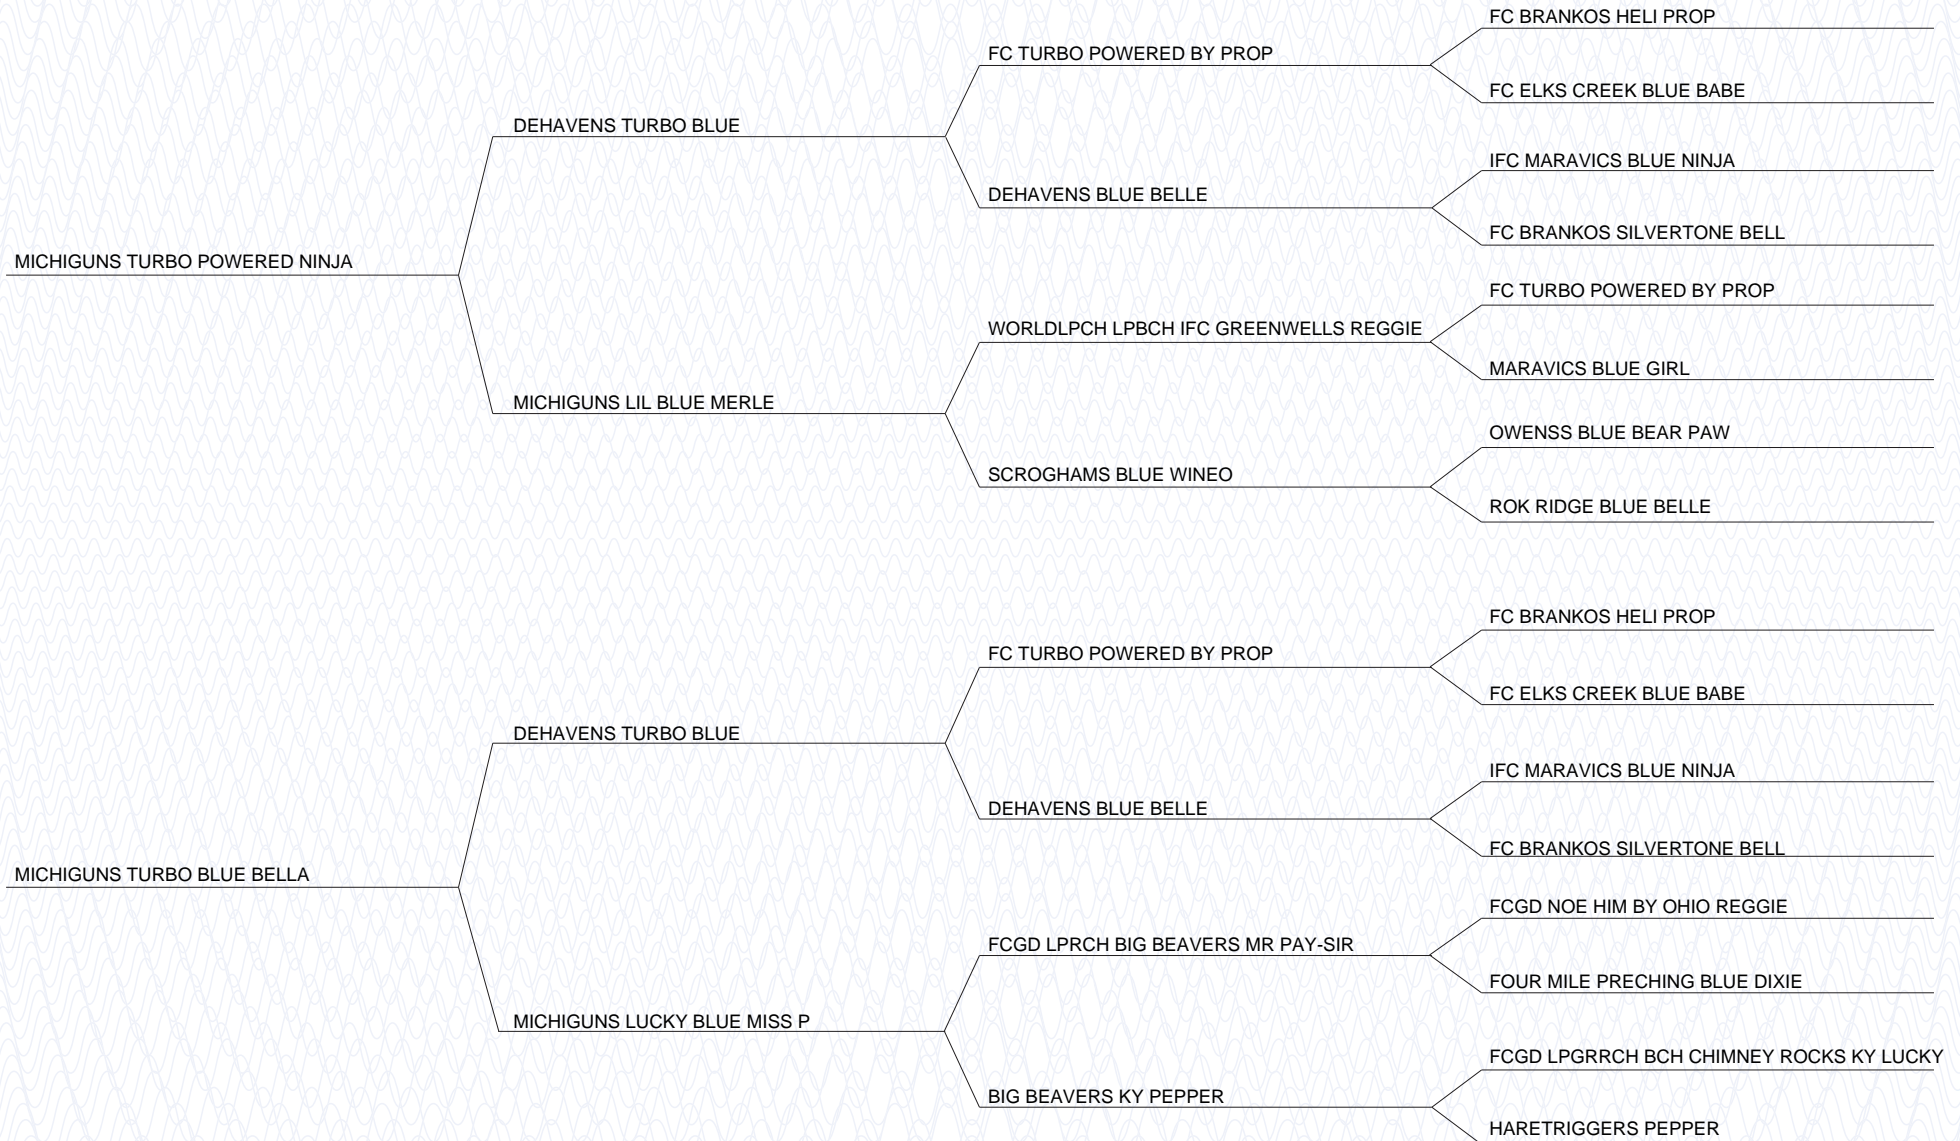 FC BRANKOS HELI PROP
FC TURBO POWERED BY PROP
FC ELKS CREEK BLUE BABE
DEHAVENS TURBO BLUE
IFC MARAVICS BLUE NINJA
DEHAVENS BLUE BELLE
FC BRANKOS SILVERTONE BELL
MICHIGUNS TURBO POWERED NINJA
FC TURBO POWERED BY PROP
WORLDLPCH LPBCH IFC GREENWELLS REGGIE
MARAVICS BLUE GIRL
MICHIGUNS LIL BLUE MERLE
OWENSS BLUE BEAR PAW
SCROGHAMS BLUE WINEO
ROK RIDGE BLUE BELLE
FC BRANKOS HELI PROP
FC TURBO POWERED BY PROP
FC ELKS CREEK BLUE BABE
DEHAVENS TURBO BLUE
IFC MARAVICS BLUE NINJA
DEHAVENS BLUE BELLE
FC BRANKOS SILVERTONE BELL
MICHIGUNS TURBO BLUE BELLA
FCGD NOE HIM BY OHIO REGGIE
FCGD LPRCH BIG BEAVERS MR PAY-SIR
FOUR MILE PRECHING BLUE DIXIE
MICHIGUNS LUCKY BLUE MISS P
FCGD LPGRRCH BCH CHIMNEY ROCKS KY LUCKY
BIG BEAVERS KY PEPPER
HARETRIGGERS PEPPER